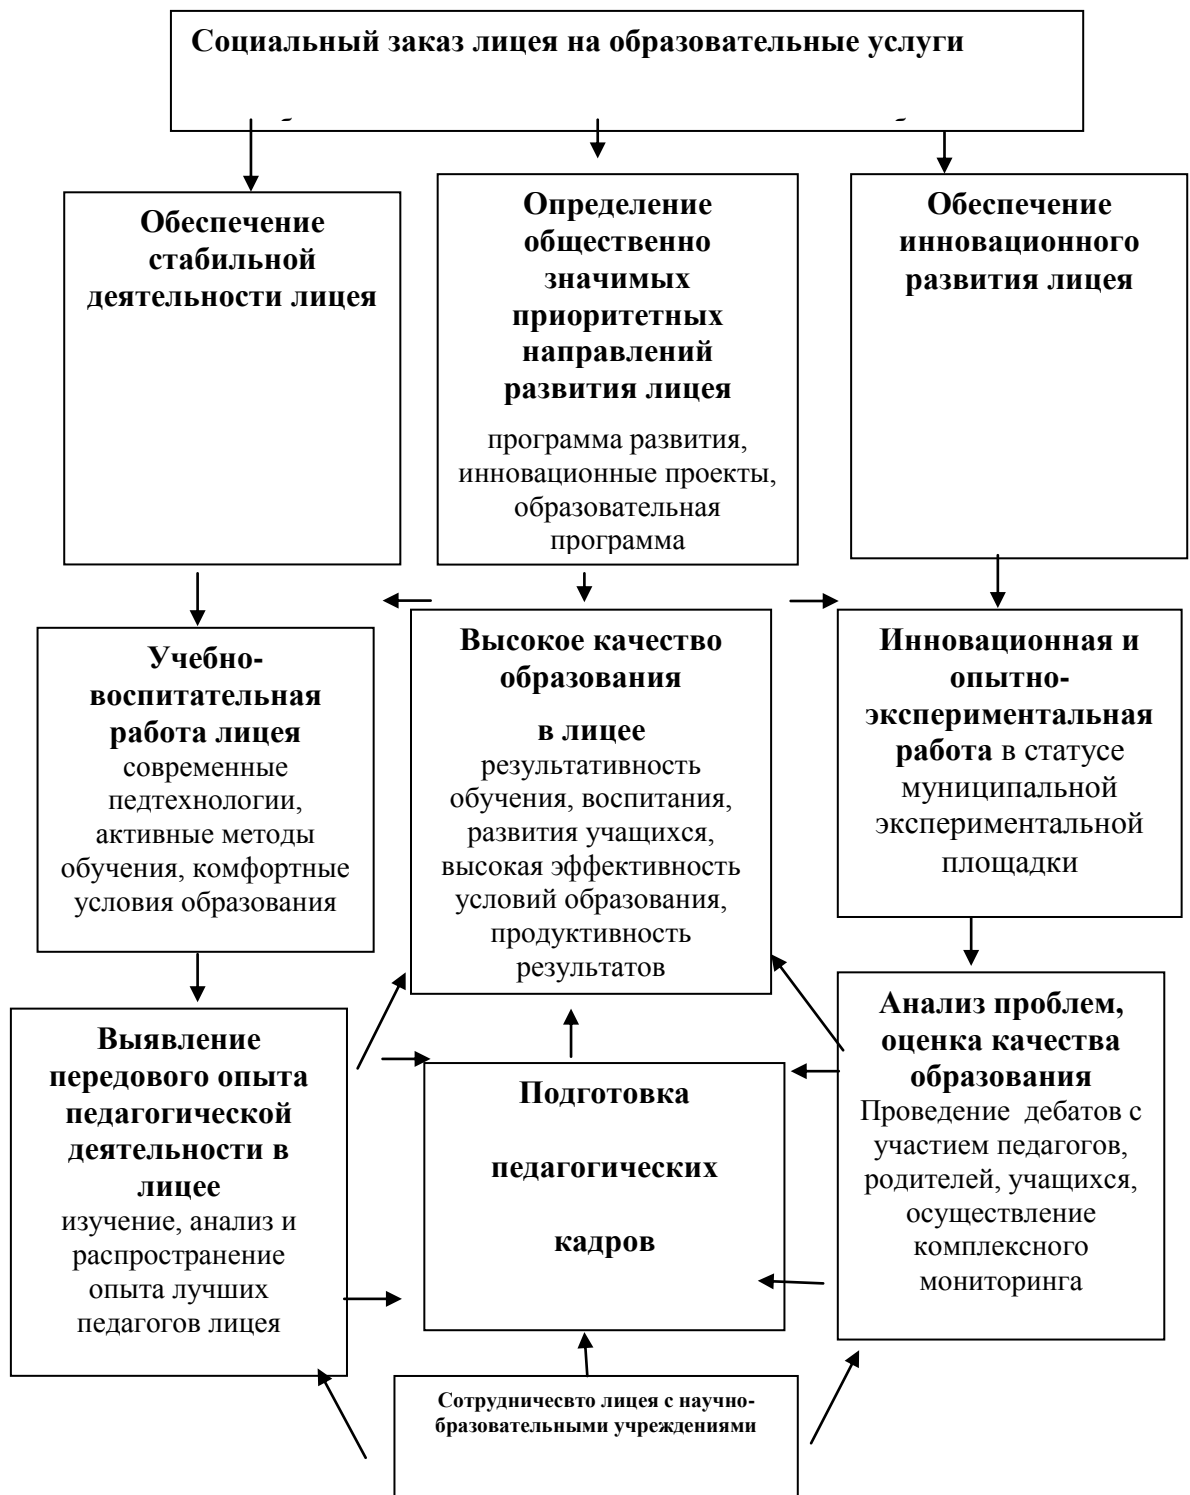 Социальный заказ лицея на образовательные услуги
Обеспечение
стабильной
деятельности лицея
Определение
общественно
значимых
приоритетных
направлений
развития лицея
программа развития,
инновационные проекты,
образовательная
программа
Обеспечение
инновационного
развития лицея
Учебно-
воспитательная
работа лицея
современные
педтехнологии,
активные методы
обучения, комфортные
условия образования
Высокое качество
образования
в лицее
результативность
обучения, воспитания,
развития учащихся,
высокая эффективность
условий образования,
продуктивность
результатов
Инновационная и
опытно-
экспериментальная
работа в статусе
муниципальной
экспериментальной
площадки
Выявление
передового опыта
педагогической
деятельности в
лицее
изучение, анализ и
распространение
опыта лучших
педагогов лицея
Подготовка
педагогических
кадров
Анализ проблем,
оценка качества
образования
Проведение  дебатов с
участием педагогов,
родителей, учащихся,
осуществление
комплексного
мониторинга
Сотрудничесвто лицея с научно-
бразовательными учреждениями